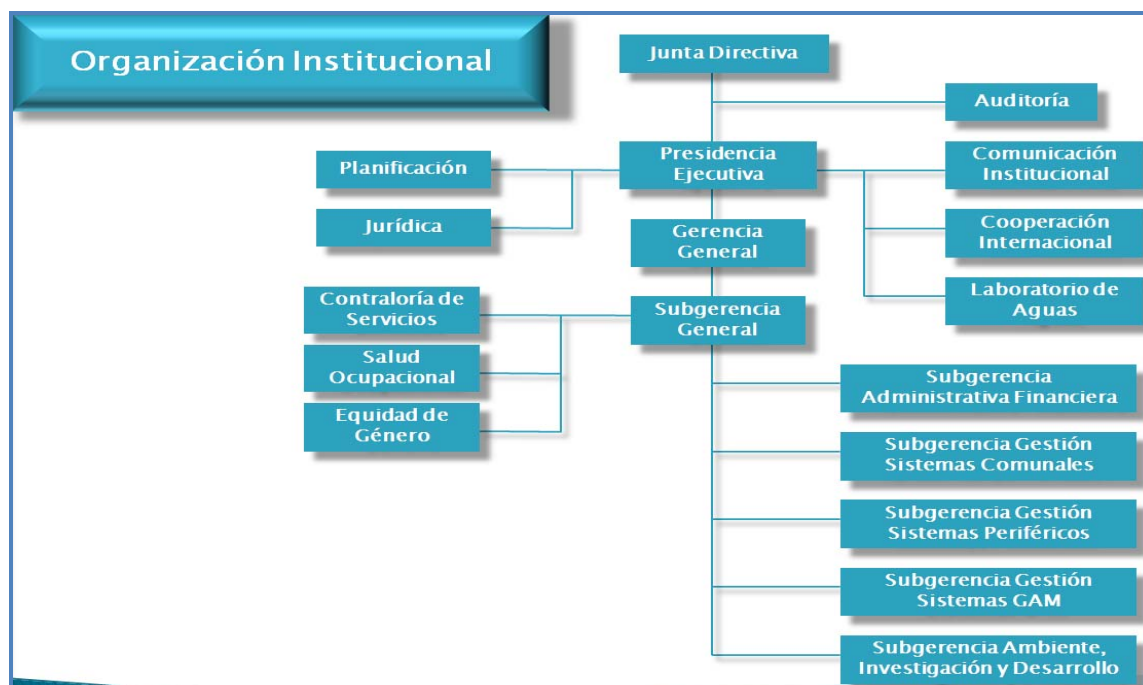 Organización Institucional
Junta Directiva
Auditoría
Planificación
Presidencia
Ejecutiva
Comunicación
Institucional
Jurídica
Gerencia
General
Cooperación
Internacional
Contraloría de
Servicios
Subgerencia
General
Laboratorio de
Aguas
Salud
Ocupacional
Subgerencia
Administrativa Financiera
Equidad de
Género
Subgerencia Gestión
Sistemas Comunales
Subgerencia Gestión
Sistemas Periféricos
Subgerencia Gestión
Sistemas GAM
Subgerencia Ambiente,
Investigación y Desarrollo